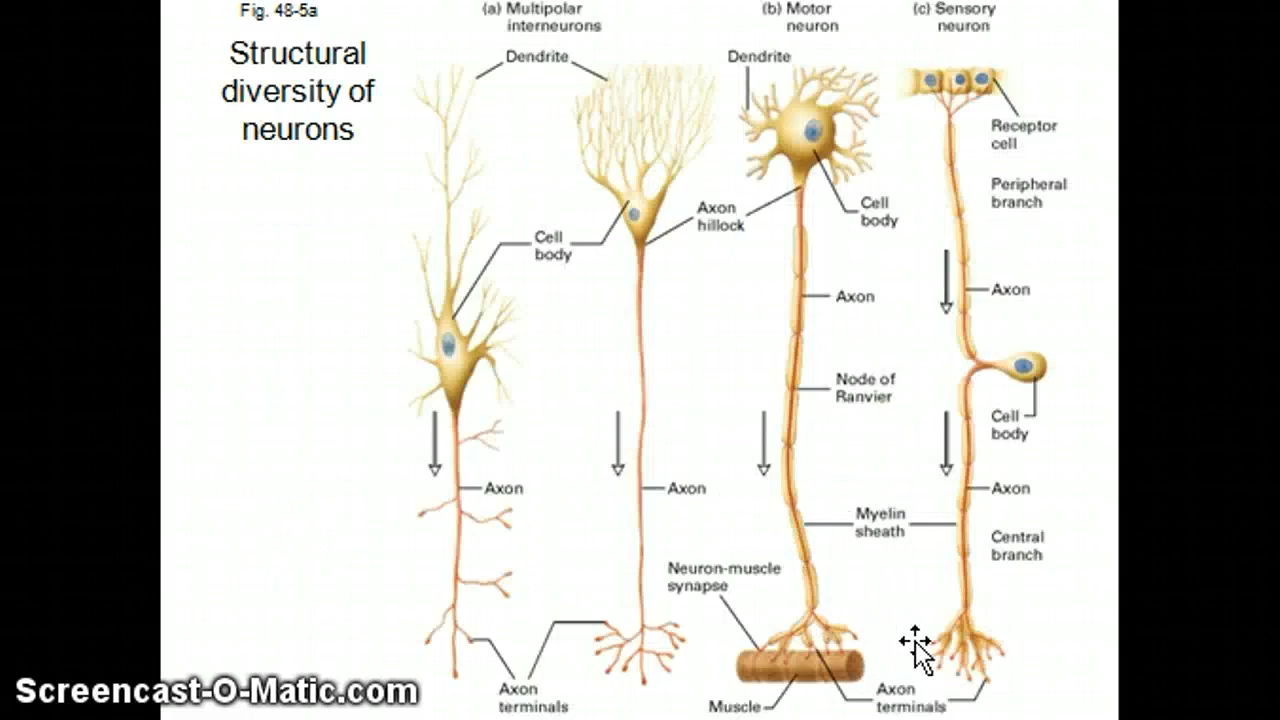 Fig. 48-5a
Structural
diversity of
neurons
(a) Multipolar
interneurons
(b) Motor
neuron
(c) Sensory
neuron
Dendrite
Dendrite
Receptor
cell
Peripheral
branch
Axon
hillock
Cell
body
Cell
body
Axon
Axon
Node of
Ranvier
Cell
body
Axon
Axon
Axon
Myelin
sheath
Central
branch
Neuron-muscle
synapse
Axon
terminals
Muscle
Axon
terminals
Screencast-O-Matic.com